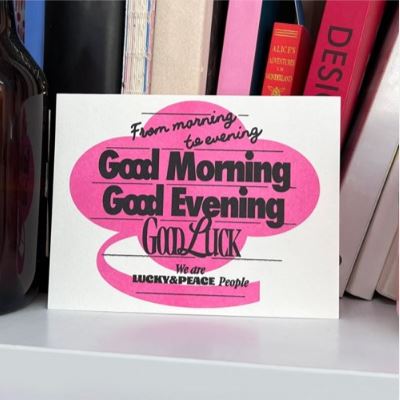 From morning
to evening
Good Morning
Good Evening
Good Luck
We are
LUCKY&PEACE People
ALICE'S
ADVENTURES
IN
WONDERLAND
DESI